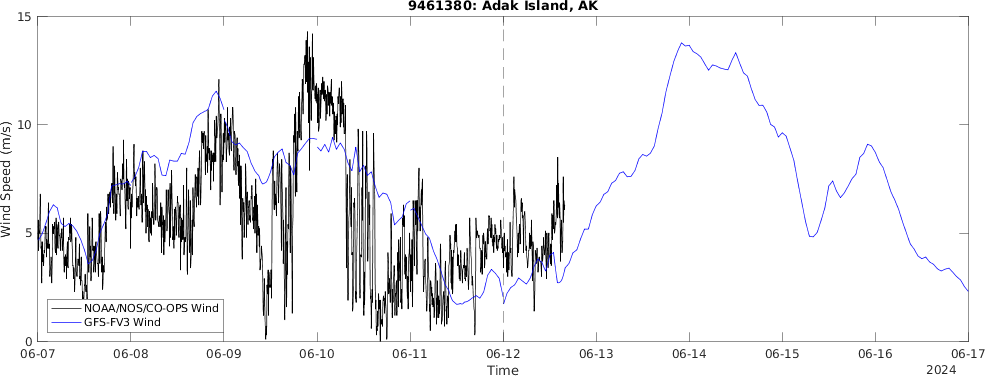 9461380: Adak Island, AK
Wind Speed (m/s)
15
10
5
0
NOAA/NOS/CO-OPS Wind
GFS-FV3 Wind
06-07 06-08 06-09 06-10 06-11 06-12 06-13 06-14 06-15 06-16 06-17
Time
2024